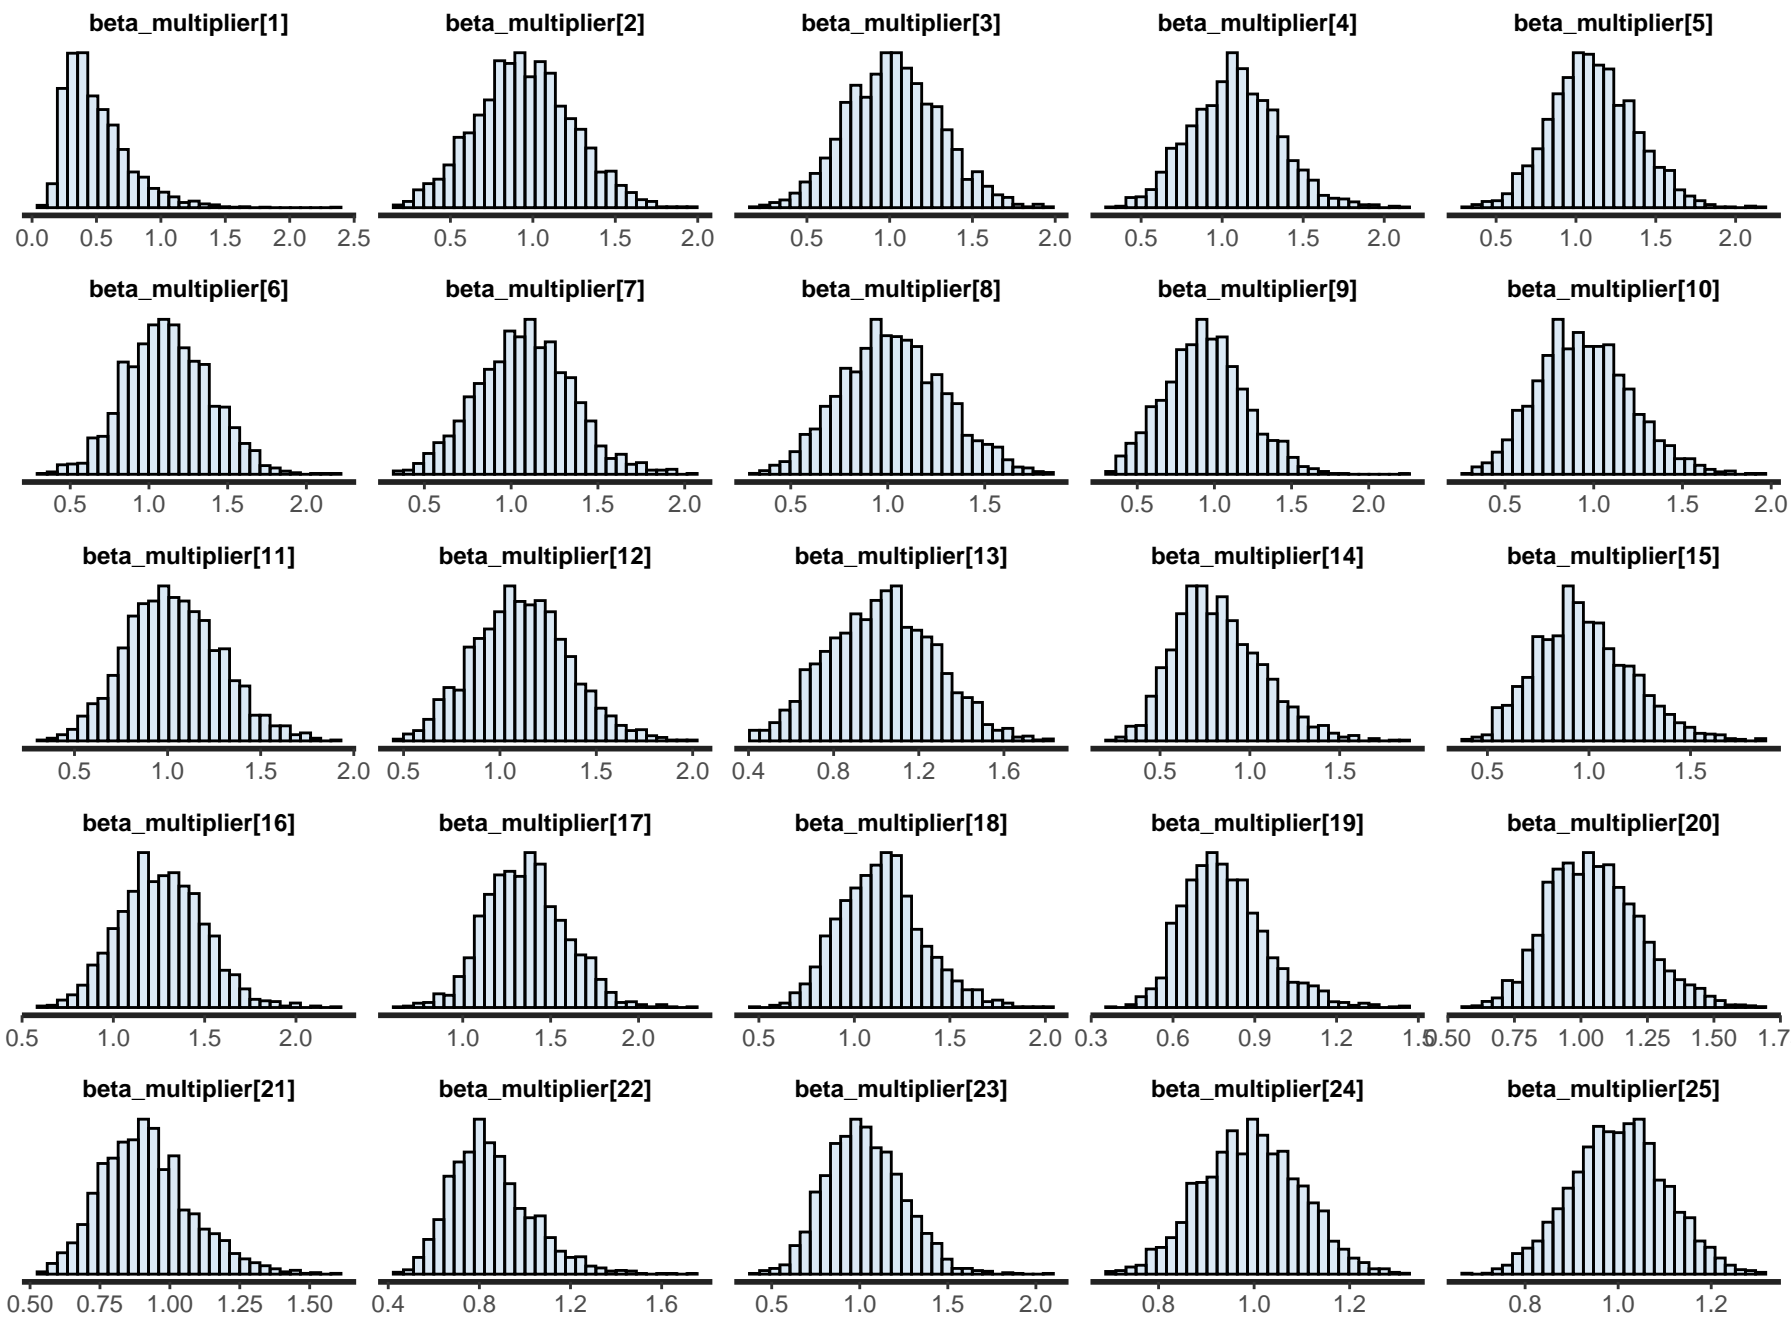 beta_multiplier[1] beta_multiplier[2] beta_multiplier[3] beta_multiplier[4] beta_multiplier[5]
0.0 0.5 1.0 1.5 2.0 2.5 0.5 1.0 1.5 2.0 0.5 1.0 1.5 2.0 0.5 1.0 1.5 2.0 0.5 1.0 1.5 2.0
beta_multiplier[6] beta_multiplier[7] beta_multiplier[8] beta_multiplier[9] beta_multiplier[10]
0.5 1.0 1.5 2.0 0.5 1.0 1.5 2.0 0.5 1.0 1.5 0.5 1.0 1.5 2.0 0.5 1.0 1.5 2.0
beta_multiplier[11] beta_multiplier[12] beta_multiplier[13] beta_multiplier[14] beta_multiplier[15]
0.5 1.0 1.5 2.0 0.5 1.0 1.5 2.0 0.4 0.8 1.2 1.6 0.5 1.0 1.5 0.5 1.0 1.5
beta_multiplier[16] beta_multiplier[17] beta_multiplier[18] beta_multiplier[19] beta_multiplier[20]
0.5 1.0 1.5 2.0 1.0 1.5 2.0 0.5 1.0 1.5 2.0 0.3 0.6 0.9 1.2 1.5 0.50 0.75 1.00 1.25 1.50 1.7
beta_multiplier[21] beta_multiplier[22] beta_multiplier[23] beta_multiplier[24] beta_multiplier[25]
0.50 0.75 1.00 1.25 1.50 0.4 0.8 1.2 1.6 0.5 1.0 1.5 2.0 0.8 1.0 1.2 0.8 1.0 1.2